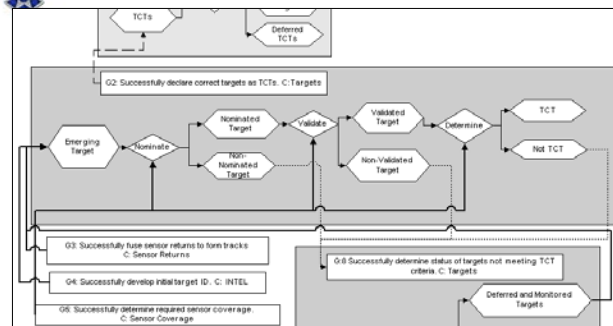 TCTs
Deferred
TCTs
G2: Successfully declare correct targets as TCTs. C:Targets
Emerging
Target
Nominate
Nominated
Target
Non-
Nominated
Target
Validate
Validated
Target
Non-Validated
Target
Determine
TCT
Not TCT
G3: Successfully fuse sensor returns to form tracks
C: Sensor Returns
G4: Successfully develop initial target ID. C: INTEL
G5: Successfully determine required sensor coverage.
C: Sensor Coverage
G:8 Successfully determine status of targets not meeting TCT
criteria. C: Targets
Deferred and Monitored
Targets